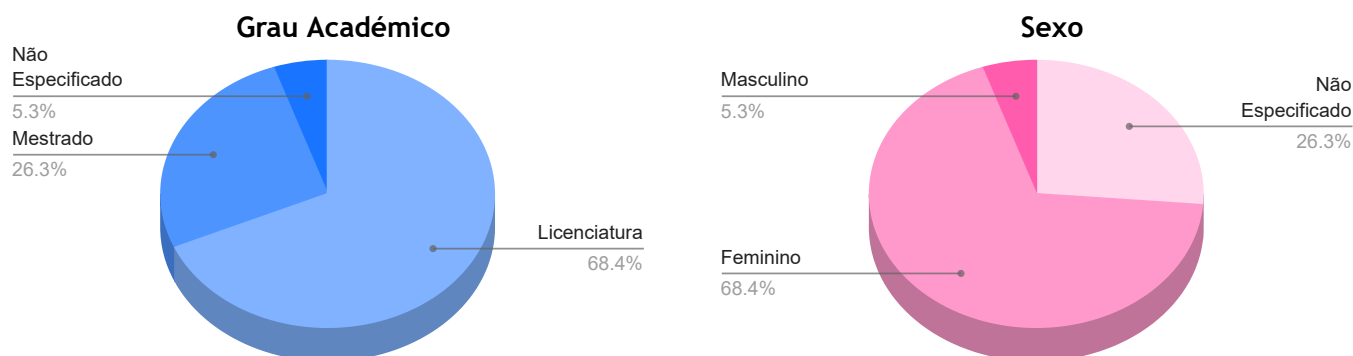 Grau Académico
Não
Especificado
5.3%
Mestrado
26.3%
Licenciatura
68.4%
Sexo
Masculino
5.3%
Não
Especificado
26.3%
Feminino
68.4%